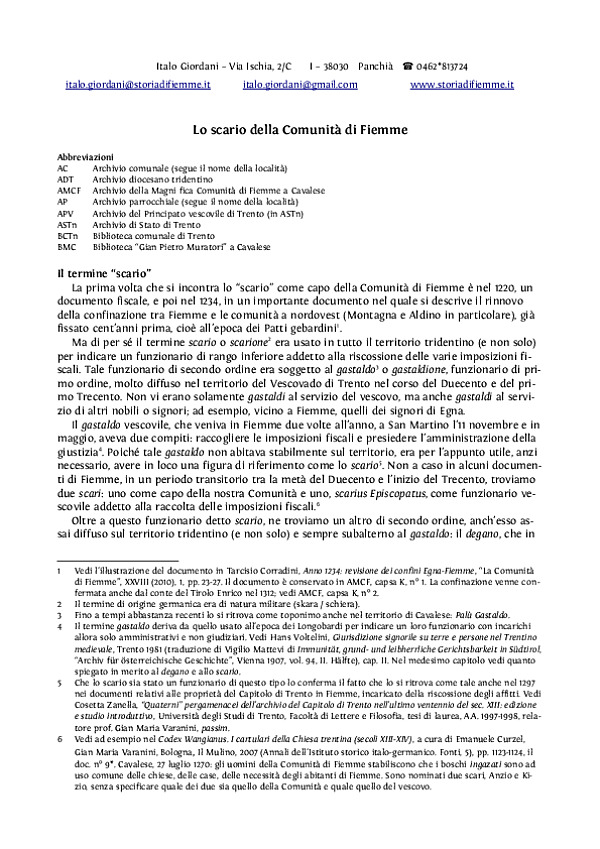 Italo Giordani – Via Ischia, 2/C I – 38030 Panchià ☎ 0462*813724
italo.giordani@storiadifiemme.it italo.giordani@gmail.com www.storiadifiemme.it
Lo scario della Comunità di Fiemme
Abbreviazioni
AC Archivio comunale (segue il nome della località)
ADT Archivio diocesano tridentino
AMCF Archivio della Magni fica Comunità di Fiemme a Cavalese
AP Archivio parrocchiale (segue il nome della località)
APV Archivio del Principato vescovile di Trento (in ASTn)
ASTn Archivio di Stato di Trento
BCTn Biblioteca comunale di Trento
BMC Biblioteca “Gian Pietro Muratori” a Cavalese
Il termine “scario”
La prima volta che si incontra lo “scario” come capo della Comunità di Fiemme è nel 1220, un
documento fiscale, e poi nel 1234, in un importante documento nel quale si descrive il rinnovo
della confinazione tra Fiemme e le comunità a nordovest (Montagna e Aldino in particolare), già
fissato cent’anni prima, cioè all’epoca dei Patti gebardini1.
Ma di per sé il termine scario o scarione2 era usato in tutto il territorio tridentino (e non solo)
per indicare un funzionario di rango inferiore addetto alla riscossione delle varie imposizioni fi-
scali. Tale funzionario di secondo ordine era soggetto al gastaldo3 o gastaldione, funzionario di pri-
mo ordine, molto diffuso nel territorio del Vescovado di Trento nel corso del Duecento e del pri-
mo Trecento. Non vi erano solamente gastaldi al servizio del vescovo, ma anche gastaldi al servi-
zio di altri nobili o signori; ad esempio, vicino a Fiemme, quelli dei signori di Egna.
Il gastaldo vescovile, che veniva in Fiemme due volte all’anno, a San Martino l’11 novembre e in
maggio, aveva due compiti: raccogliere le imposizioni fiscali e presiedere l’amministrazione della
giustizia4. Poiché tale gastaldo non abitava stabilmente sul territorio, era per l’appunto utile, anzi
necessario, avere in loco una figura di riferimento come lo scario5. Non a caso in alcuni documen-
ti di Fiemme, in un periodo transitorio tra la metà del Duecento e l’inizio del Trecento, troviamo
due scari: uno come capo della nostra Comunità e uno, scarius Episcopatus, come funzionario ve-
scovile addetto alla raccolta delle imposizioni fiscali.6
Oltre a questo funzionario detto scario, ne troviamo un altro di secondo ordine, anch’esso as-
sai diffuso sul territorio tridentino (e non solo) e sempre subalterno al gastaldo: il degano, che in
1 Vedi l’illustrazione del documento in Tarcisio Corradini, Anno 1234: revisione dei confini Egna-Fiemme, “La Comunità
di Fiemme”, XXVIII (2010), 1, pp. 23-27. Il documento è conservato in AMCF, capsa K, n° 1. La confinazione venne con-
fermata anche dal conte del Tirolo Enrico nel 1312; vedi AMCF, capsa K, n° 2.
2 Il termine di origine germanica era di natura militare (skara / schiera).
3 Fino a tempi abbastanza recenti lo si ritrova come toponimo anche nel territorio di Cavalese: Palù Gastaldo.
4 Il termine gastaldo deriva da quello usato all’epoca dei Longobardi per indicare un loro funzionario con incarichi
allora solo amministrativi e non giudiziari. Vedi Hans Voltelini, Giurisdizione signorile su terre e persone nel Trentino
medievale, Trento 1981 (traduzione di Vigilio Mattevi di Immunität, grund- und leibherrliche Gerichtsbarkeit in Südtirol,
“Archiv für österreichische Geschichte”, Vienna 1907, vol. 94, II. Hälfte), cap. II. Nel medesimo capitolo vedi quanto
spiegato in merito al degano e allo scario.
5 Che lo scario sia stato un funzionario di questo tipo lo conferma il fatto che lo si ritrova come tale anche nel 1297
nei documenti relativi alle proprietà del Capitolo di Trento in Fiemme, incaricato della riscossione degli affitti. Vedi
Cosetta Zanella, “Quaterni” pergamenacei dell’archivio del Capitolo di Trento nell’ultimo ventennio del sec. XIII: edizione
e studio introduttivo, Università degli Studi di Trento, Facoltà di Lettere e Filosofia, tesi di laurea, A.A. 1997-1998, rela-
tore prof. Gian Maria Varanini, passim.
6 Vedi ad esempio nel Codex Wangianus. I cartulari della Chiesa trentina (secoli XIII-XIV), a cura di Emanuele Curzel,
Gian Maria Varanini, Bologna, Il Mulino, 2007 (Annali dell’Istituto storico italo-germanico. Fonti, 5), pp. 1123-1124, il
doc. n° 9*. Cavalese, 27 luglio 1270: gli uomini della Comunità di Fiemme stabiliscono che i boschi ingazati sono ad
uso comune delle chiese, delle case, delle necessità degli abitanti di Fiemme. Sono nominati due scari, Anzio e Ki-
zio, senza specificare quale dei due sia quello della Comunità e quale quello del vescovo.